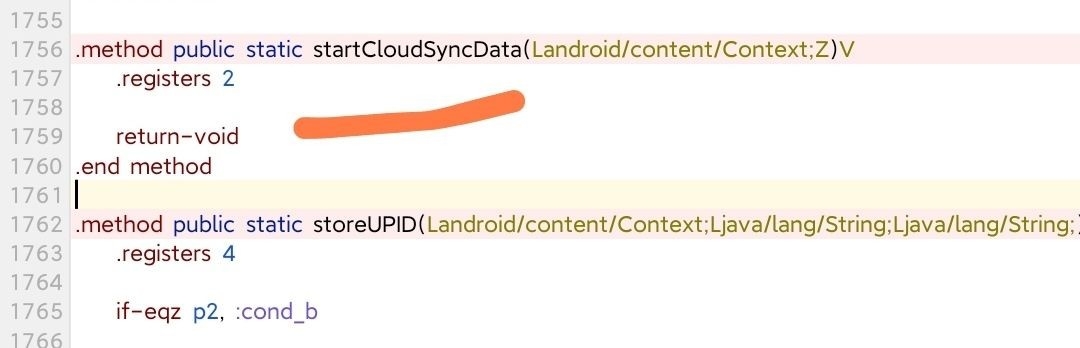 1755
1756 .method public static startCloudSyncData(Landroid/content/Context;Z)V
1757 .registers 2
1758
1759 return-void
1760 .end method
1761
1762 .method public static storeUPID(Landroid/content/Context;Ljava/lang/String;Ljava/lang/String;)
1763 .registers 4
1764
1765 if-eqz p2, :cond_b
1766